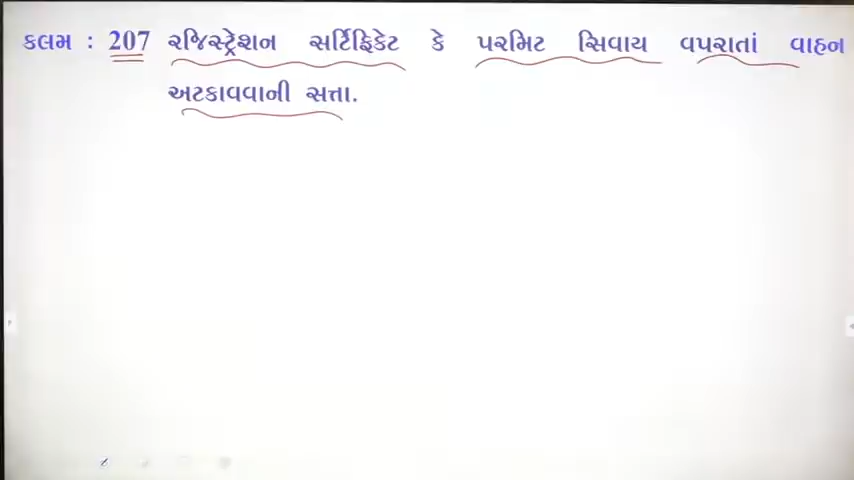 કલમ : 207 રજિસ્ટ્રેશન સર્ટિફિકેટ કે પરમિટ સિવાય વપરાતાં વાહન
અટકાવવાની સત્તા.